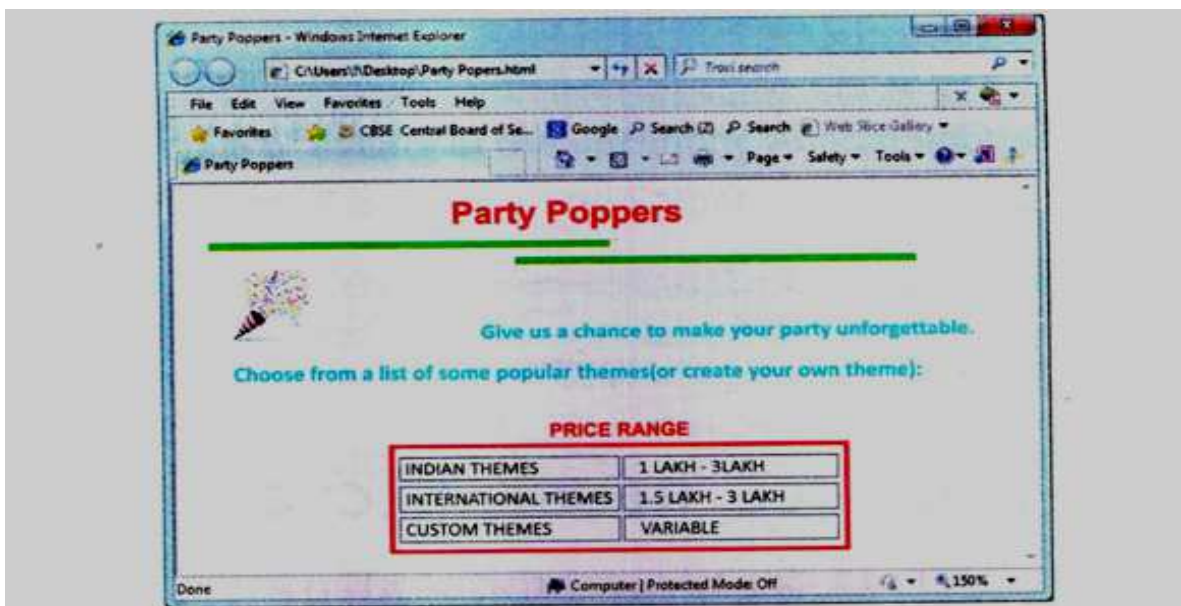 Party Poppers - Windows Internet Explorer
C:\Users\I\Desktop\Party Popers.html Trovi search
File Edit View Favorites Tools Help
Favorites CBSE Central Board of Se... Google Search (2) Search Web Slice Gallery
Party Poppers Page Safety Tools
Party Poppers
Give us a chance to make your party unforgettable.
Choose from a list of some popular themes(or create your own theme):
PRICE RANGE
INDIAN THEMES 1 LAKH - 3LAKH
INTERNATIONAL THEMES 1.5 LAKH - 3 LAKH
CUSTOM THEMES VARIABLE
Done Computer | Protected Mode: Off 150%